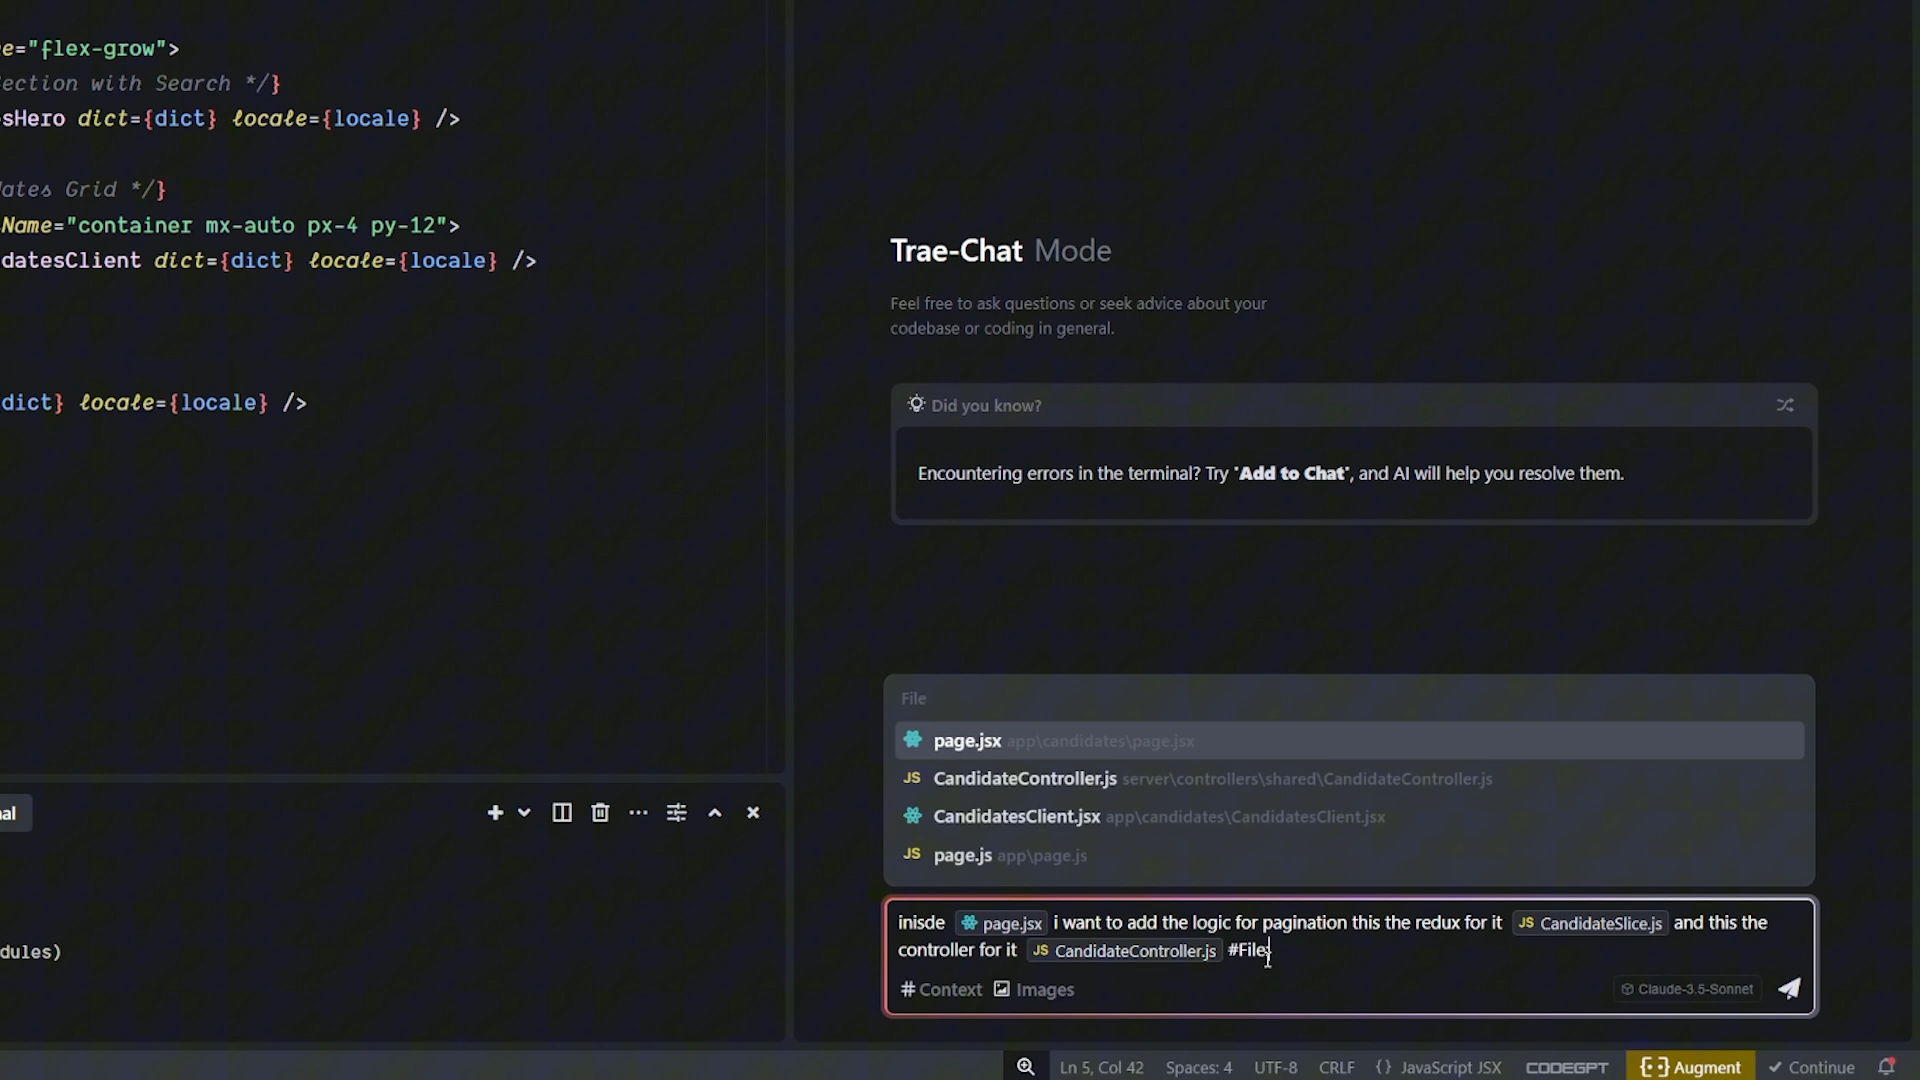 e="flex-grow">
ection with Search */}
sHero dict={dict} locale={locale} />
ates Grid */}
Name="container mx-auto px-4 py-12">
datesClient dict={dict} locale={locale} />
dict} locale={locale} />
al
dules)
Trae-Chat Mode
Feel free to ask questions or seek advice about your
codebase or coding in general.
Did you know?
Encountering errors in the terminal? Try "Add to Chat", and AI will help you resolve them.
File
page.jsx app\candidates\page.jsx
JS CandidateController.js server\controllers\shared\CandidateController.js
CandidatesClient.jsx app\candidates\CandidatesClient.jsx
JS page.js app\page.js
inisde page.jsx i want to add the logic for pagination this the redux for it JS CandidateSlice.js and this the
controller for it JS CandidateController.js #File:
# Context Images
Claude-3.5-Sonnet
Ln 5, Col 42 Spaces: 4 UTF-8 CRLF {} JavaScript JSX CODEGPT Augment Continue